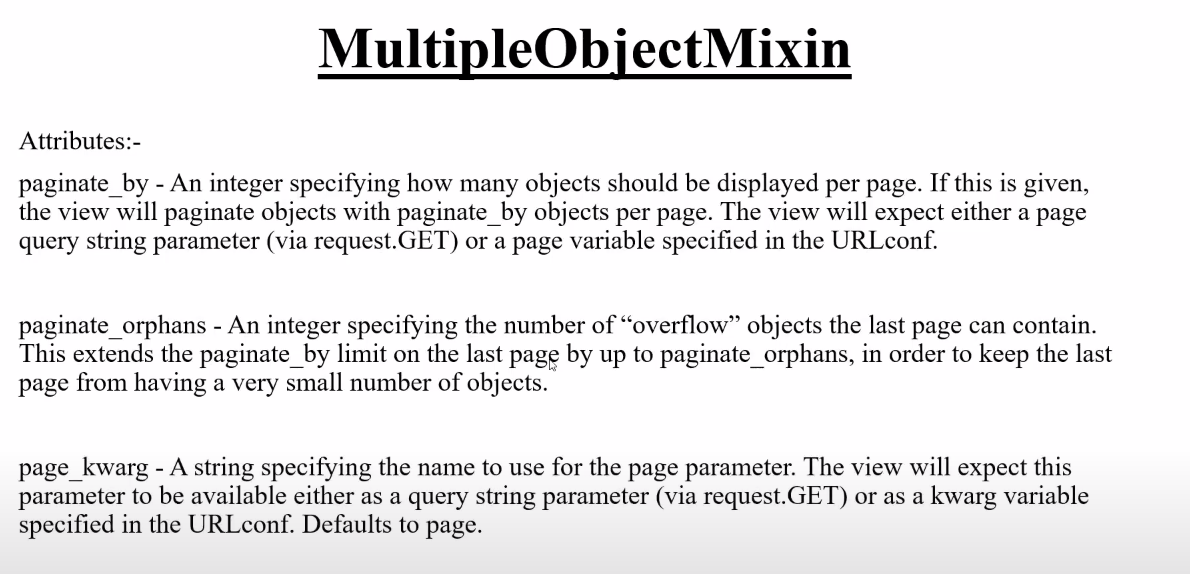 MultipleObjectMixin
Attributes:-
paginate_by - An integer specifying how many objects should be displayed per page. If this is given,
the view will paginate objects with paginate_by objects per page. The view will expect either a page
query string parameter (via request.GET) or a page variable specified in the URLconf.
paginate_orphans - An integer specifying the number of “overflow” objects the last page can contain.
This extends the paginate_by limit on the last page by up to paginate_orphans, in order to keep the last
page from having a very small number of objects.
page_kwarg - A string specifying the name to use for the page parameter. The view will expect this
parameter to be available either as a query string parameter (via request.GET) or as a kwarg variable
specified in the URLconf. Defaults to page.